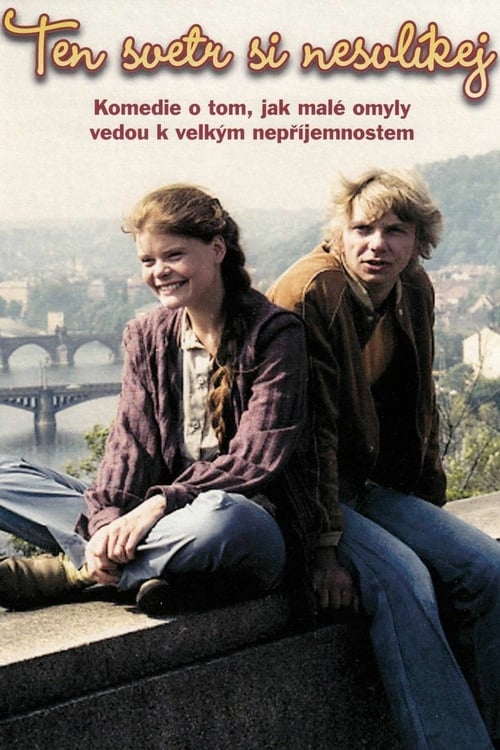 Ten svetr si nesvlíkej
Komedie o tom, jak malé omyly
vedou k velkým nepříjemnostem